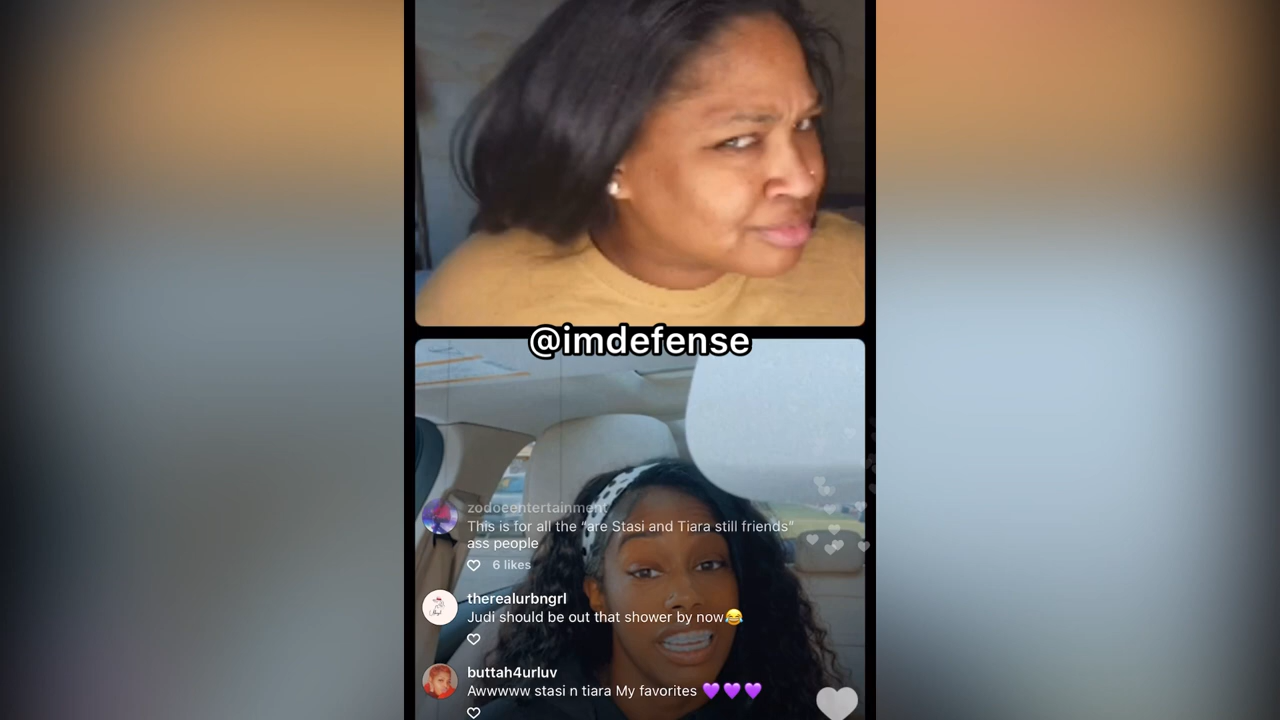 @imdefense
zodoeentertainment
This is for all the “are Stasi and Tiara still friends”
ass people
6 likes
therealurbngrl
Judi should be out that shower by now😂
buttah4urluv
Awwwww stasi n tiara My favorites 💜💜💜